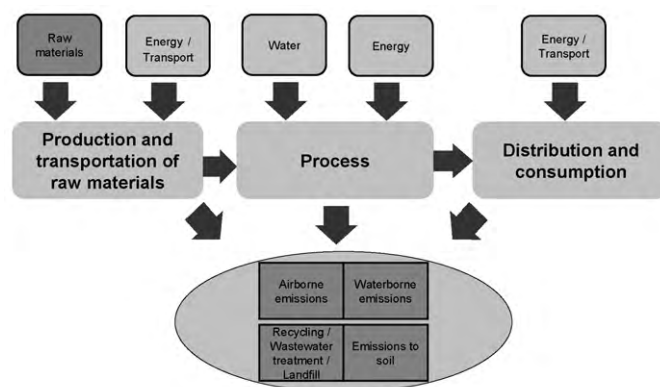 Raw
materials
Energy /
Transport
Water
Energy
Energy /
Transport
Production and
transportation of
raw materials
Process
Distribution and
consumption
Airborne
emissions
Waterborne
emissions
Recycling /
Wastewater
treatment /
Landfill
Emissions to
soil